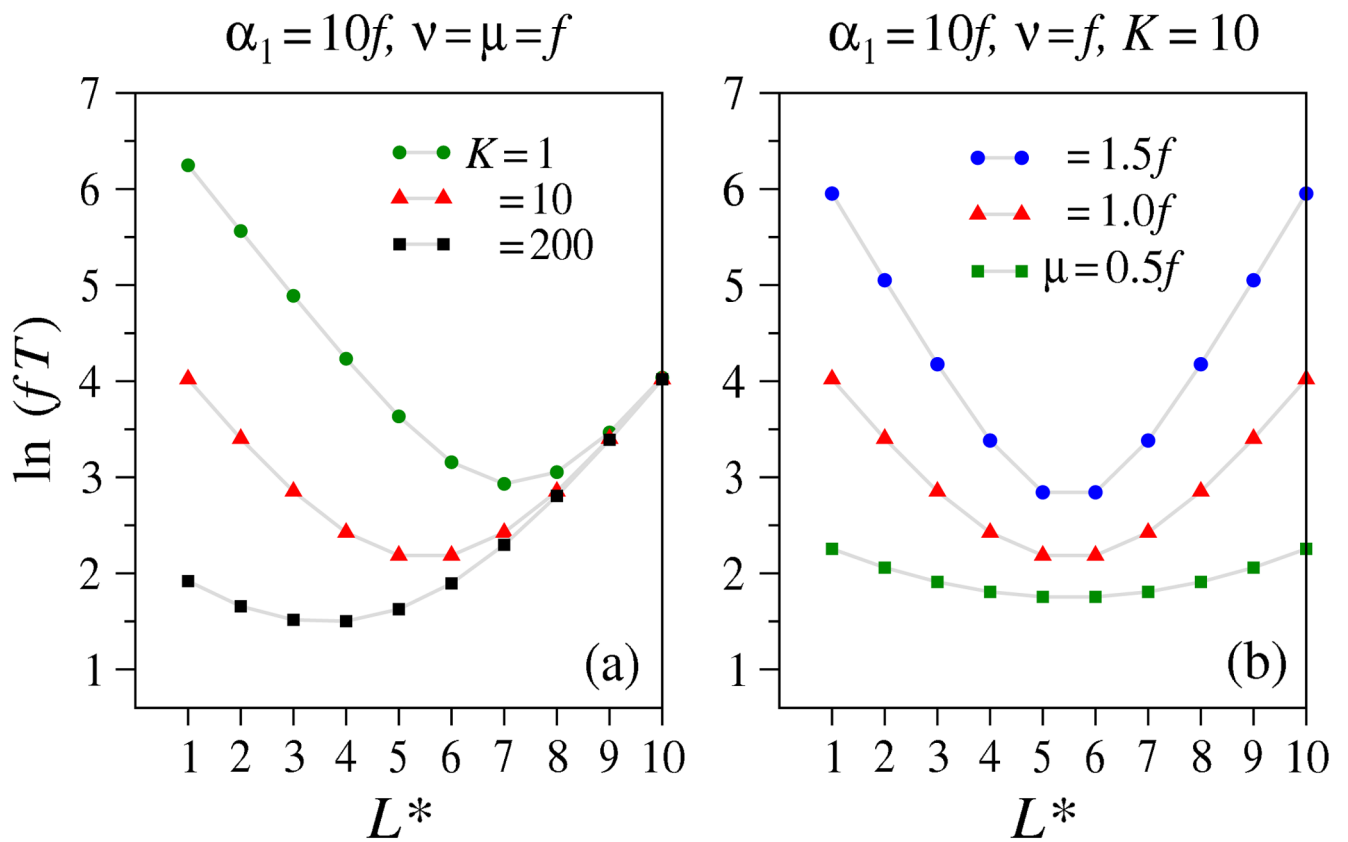 α₁ = 10f, ν = μ = f
α₁ = 10f, ν = f, K = 10
ln (fT)
7
6
5
4
3
2
1
K = 1
= 10
= 200
(a)
1 2 3 4 5 6 7 8 9 10
L*
7
6
5
4
3
2
1
= 1.5f
= 1.0f
μ = 0.5f
(b)
1 2 3 4 5 6 7 8 9 10
L*